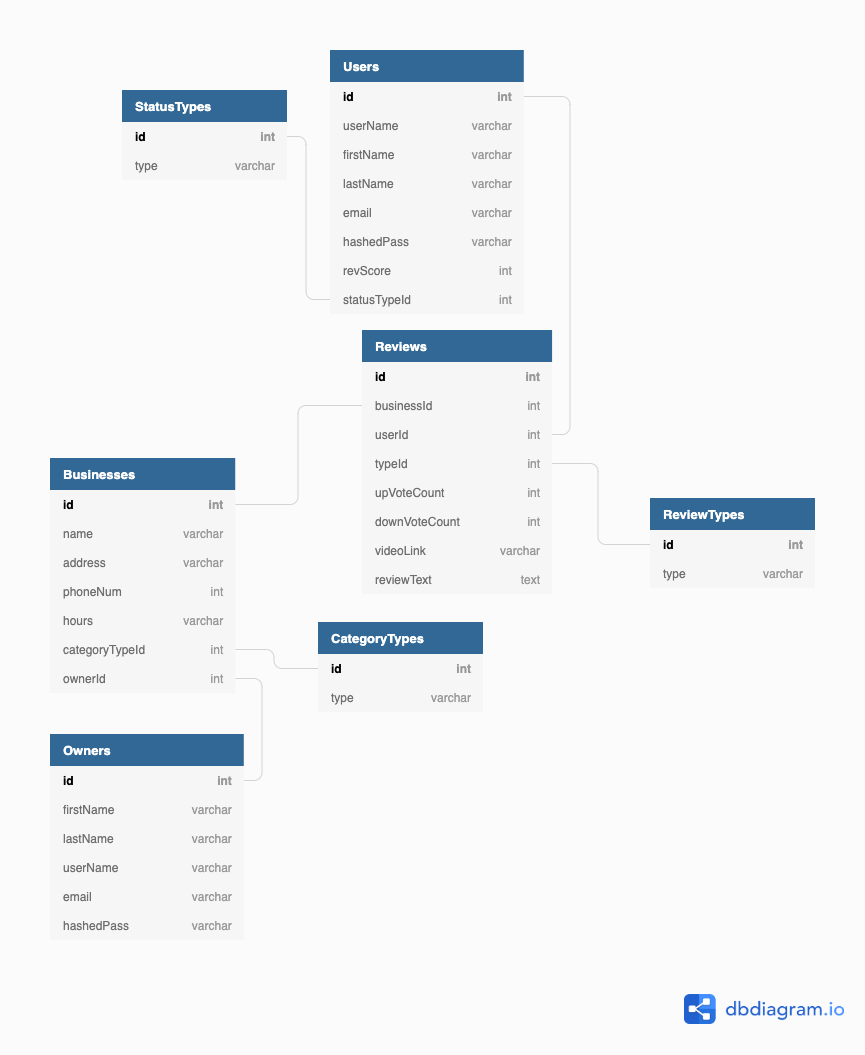 Users
id int
userName varchar
firstName varchar
lastName varchar
email varchar
hashedPass varchar
revScore int
statusTypeId int
StatusTypes
id int
type varchar
Reviews
id int
businessId int
userId int
typeId int
upVoteCount int
downVoteCount int
videoLink varchar
reviewText text
Businesses
id int
name varchar
address varchar
phoneNum int
hours varchar
categoryTypeId int
ownerId int
ReviewTypes
id int
type varchar
CategoryTypes
id int
type varchar
Owners
id int
firstName varchar
lastName varchar
userName varchar
email varchar
hashedPass varchar
dbdiagram.io